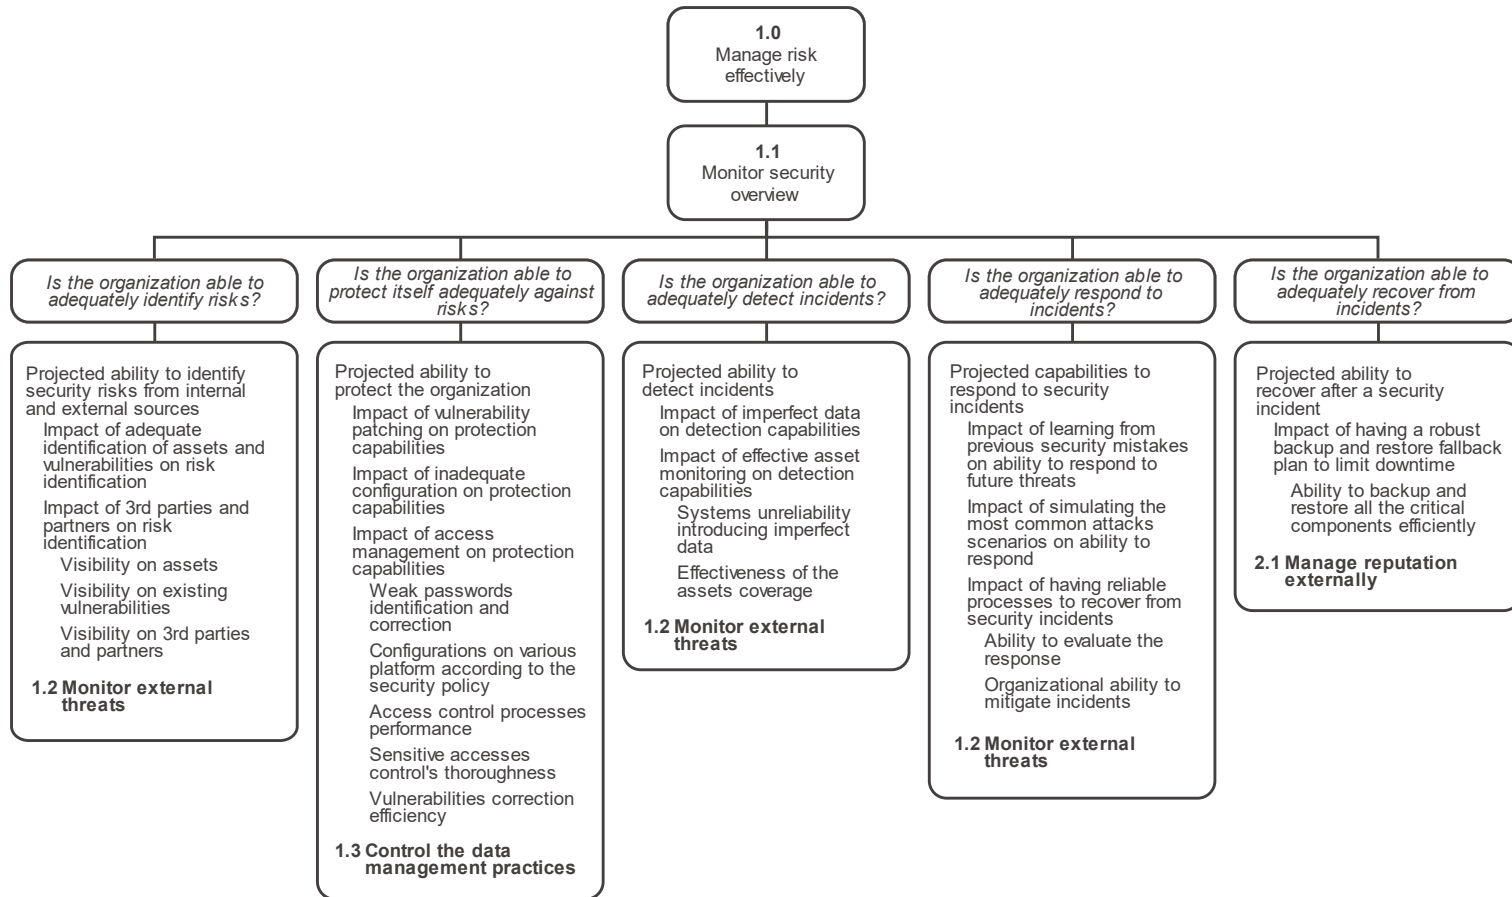 1.0
Manage risk
effectively
1.1
Monitor security
overview
Is the organization able to
adequately identify risks?
Is the organization able to
protect itself adequately against
risks?
Is the organization able to
adequately detect incidents?
Is the organization able to
adequately respond to
incidents?
Is the organization able to
adequately recover from
incidents?
Projected ability to identify
security risks from internal
and external sources
Impact of adequate
identification of assets and
vulnerabilities on risk
identification
Impact of 3rd parties and
partners on risk
identification
Visibility on assets
Visibility on existing
vulnerabilities
Visibility on 3rd parties
and partners
1.2 Monitor external
threats
Projected ability to
protect the organization
Impact of vulnerability
patching on protection
capabilities
Impact of inadequate
configuration on protection
capabilities
Impact of access
management on protection
capabilities
Weak passwords
identification and
correction
Configurations on various
platform according to the
security policy
Access control processes
performance
Sensitive accesses
control's thoroughness
Vulnerabilities correction
efficiency
1.3 Control the data
management practices
Projected ability to
detect incidents
Impact of imperfect data
on detection capabilities
Impact of effective asset
monitoring on detection
capabilities
Systems unreliability
introducing imperfect
data
Effectiveness of the
assets coverage
1.2 Monitor external
threats
Projected capabilities to
respond to security
incidents
Impact of learning from
previous security mistakes
on ability to respond to
future threats
Impact of simulating the
most common attacks
scenarios on ability to
respond
Impact of having reliable
processes to recover from
security incidents
Ability to evaluate the
response
Organizational ability to
mitigate incidents
1.2 Monitor external
threats
Projected ability to
recover after a security
incident
Impact of having a robust
backup and restore fallback
plan to limit downtime
Ability to backup and
restore all the critical
components efficiently
2.1 Manage reputation
externally